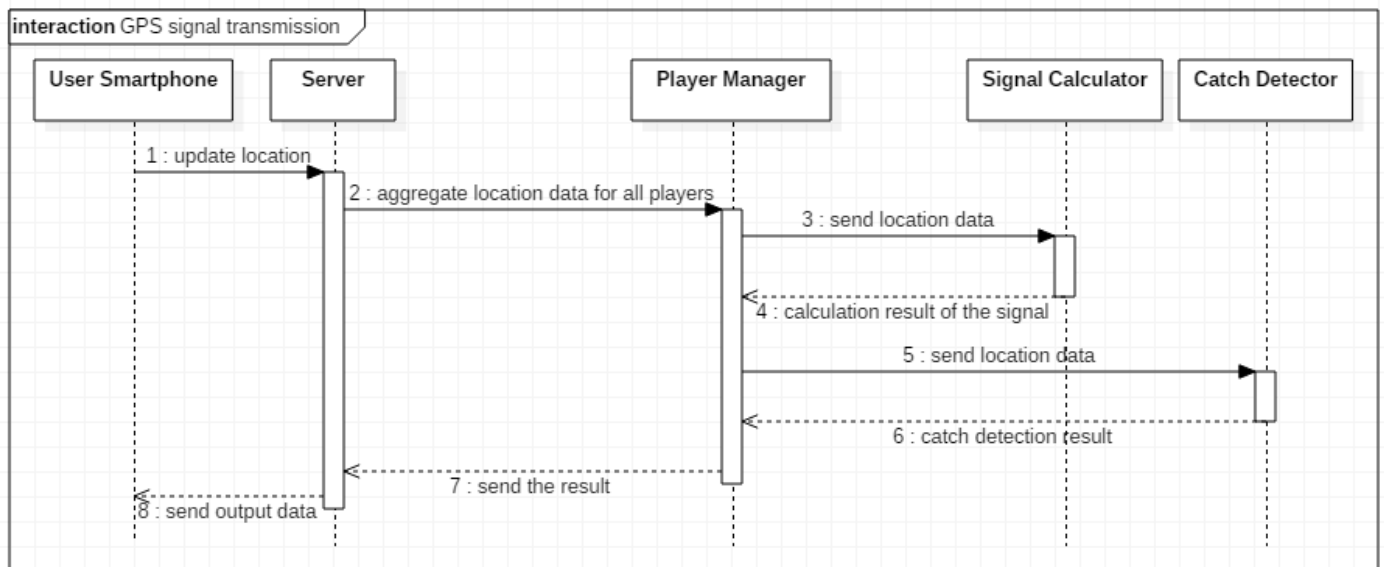 interaction GPS signal transmission
User Smartphone
Server
Player Manager
Signal Calculator
Catch Detector
1 : update location
2 : aggregate location data for all players
3 : send location data
4 : calculation result of the signal
5 : send location data
6 : catch detection result
7 : send the result
8 : send output data